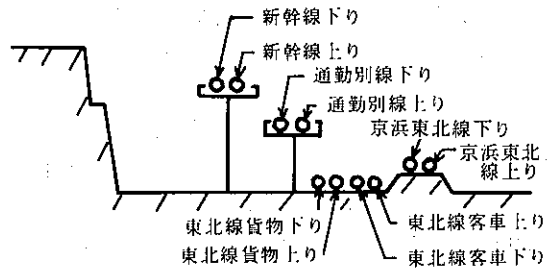 新幹線下り
新幹線上り
通勤別線下り
通勤別線上り
京浜東北線下り
京浜東北
線上り
東北線貨物下り
東北線客車上り
東北線貨物上り
東北線客車下り